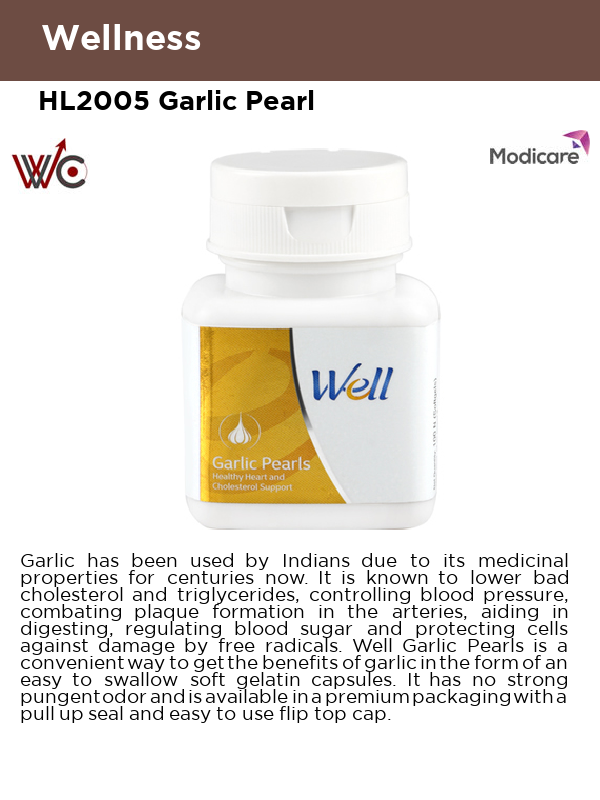 Wellness
HL2005 Garlic Pearl
WC
Modicare
Well
Garlic Pearls
Healthy Heart and
Cholesterol Support
Garlic has been used by Indians due to its medicinal
properties for centuries now. It is known to lower bad
cholesterol and triglycerides, controlling blood pressure,
combating plaque formation in the arteries, aiding in
digesting, regulating blood sugar and protecting cells
against damage by free radicals. Well Garlic Pearls is a
convenient way to get the benefits of garlic in the form of an
easy to swallow soft gelatin capsules. It has no strong
pungent odor and is available in a premium packaging with a
pull up seal and easy to use flip top cap.